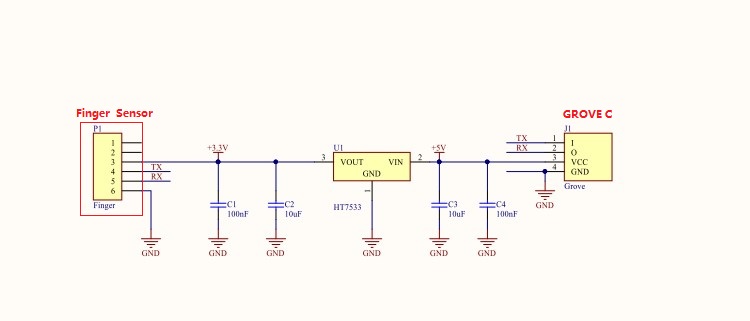 Finger Sensor
GROVE C
P1
1
2
3
4
5
6
TX
RX
Finger
GND
+3.3V
C1
100nF
GND
C2
10uF
GND
U1
3
VOUT
VIN
2
GND
1
HT7533
GND
+5V
C3
10uF
GND
C4
100nF
GND
J1
TX
1
I
RX
2
O
3
VCC
4
GND
Grove
GND